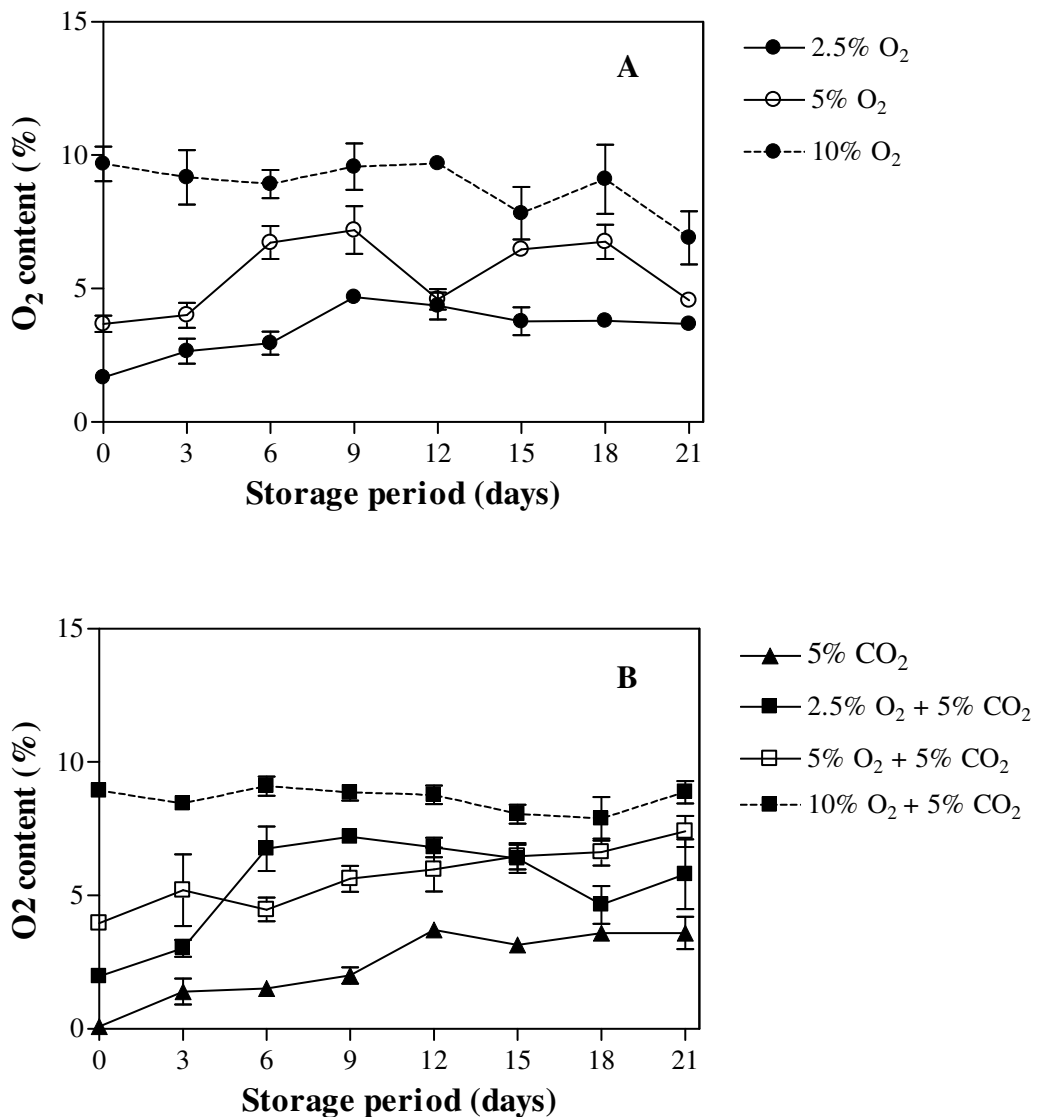 15
A
2.5% O₂
5% O₂
10% O₂
10
5
0
O₂ content (%)
0 3 6 9 12 15 18 21
Storage period (days)
15
B
5% CO₂
2.5% O₂ + 5% CO₂
5% O₂ + 5% CO₂
10% O₂ + 5% CO₂
10
5
0
O2 content (%)
0 3 6 9 12 15 18 21
Storage period (days)